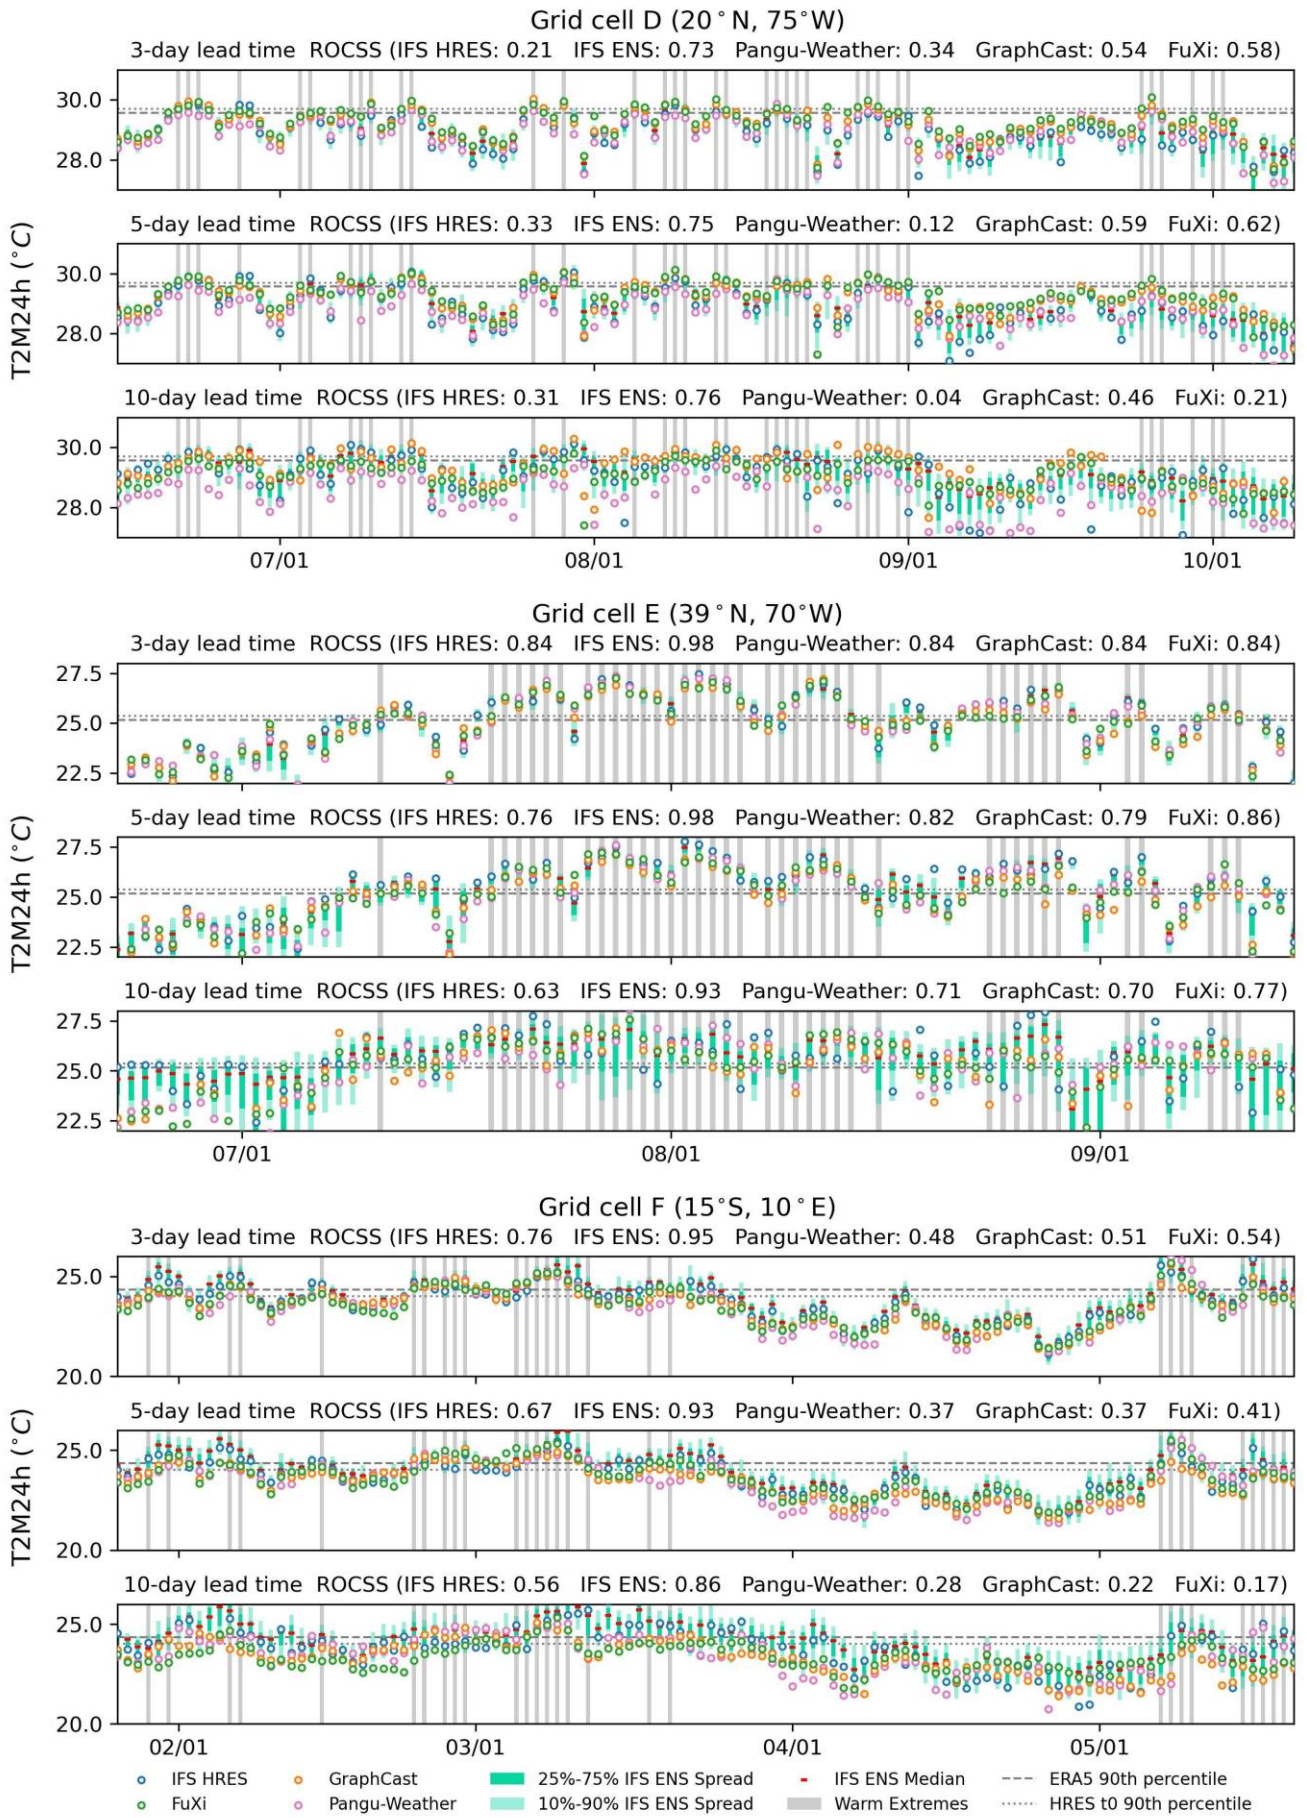 Grid cell D (20°N, 75°W)
3-day lead time ROCSS (IFS HRES: 0.21 IFS ENS: 0.73 Pangu-Weather: 0.34 GraphCast: 0.54 FuXi: 0.58)
30.0
28.0
5-day lead time ROCSS (IFS HRES: 0.33 IFS ENS: 0.75 Pangu-Weather: 0.12 GraphCast: 0.59 FuXi: 0.62)
30.0
28.0
T2M24h (°C)
10-day lead time ROCSS (IFS HRES: 0.31 IFS ENS: 0.76 Pangu-Weather: 0.04 GraphCast: 0.46 FuXi: 0.21)
30.0
28.0
07/01 08/01 09/01 10/01
Grid cell E (39°N, 70°W)
3-day lead time ROCSS (IFS HRES: 0.84 IFS ENS: 0.98 Pangu-Weather: 0.84 GraphCast: 0.84 FuXi: 0.84)
27.5
25.0
22.5
5-day lead time ROCSS (IFS HRES: 0.76 IFS ENS: 0.98 Pangu-Weather: 0.82 GraphCast: 0.79 FuXi: 0.86)
27.5
25.0
22.5
T2M24h (°C)
10-day lead time ROCSS (IFS HRES: 0.63 IFS ENS: 0.93 Pangu-Weather: 0.71 GraphCast: 0.70 FuXi: 0.77)
27.5
25.0
22.5
07/01 08/01 09/01
Grid cell F (15°S, 10°E)
3-day lead time ROCSS (IFS HRES: 0.76 IFS ENS: 0.95 Pangu-Weather: 0.48 GraphCast: 0.51 FuXi: 0.54)
25.0
20.0
5-day lead time ROCSS (IFS HRES: 0.67 IFS ENS: 0.93 Pangu-Weather: 0.37 GraphCast: 0.37 FuXi: 0.41)
25.0
20.0
T2M24h (°C)
10-day lead time ROCSS (IFS HRES: 0.56 IFS ENS: 0.86 Pangu-Weather: 0.28 GraphCast: 0.22 FuXi: 0.17)
25.0
20.0
02/01 03/01 04/01 05/01
IFS HRES GraphCast 25%-75% IFS ENS Spread IFS ENS Median ERA5 90th percentile
FuXi Pangu-Weather 10%-90% IFS ENS Spread Warm Extremes HRES t0 90th percentile